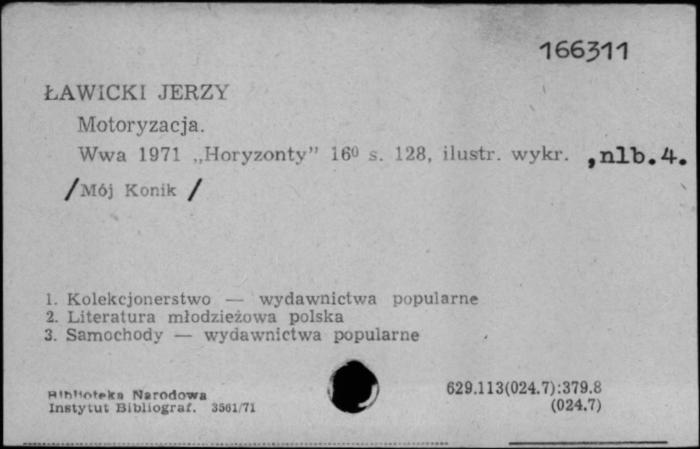 166311
ŁAWICKI JERZY
Motoryzacja.
Wwa 1971 „Horyzonty” 16⁰ s. 128, ilustr. wykr. , nlb. 4.
/Mój Konik /
1. Kolekcjonerstwo — wydawnictwa popularne
2. Literatura młodzieżowa polska
3. Samochody — wydawnictwa popularne
Biblioteka Narodowa
Instytut Bibliograf. 3561/71
629.113(024.7):379.8
(024.7)